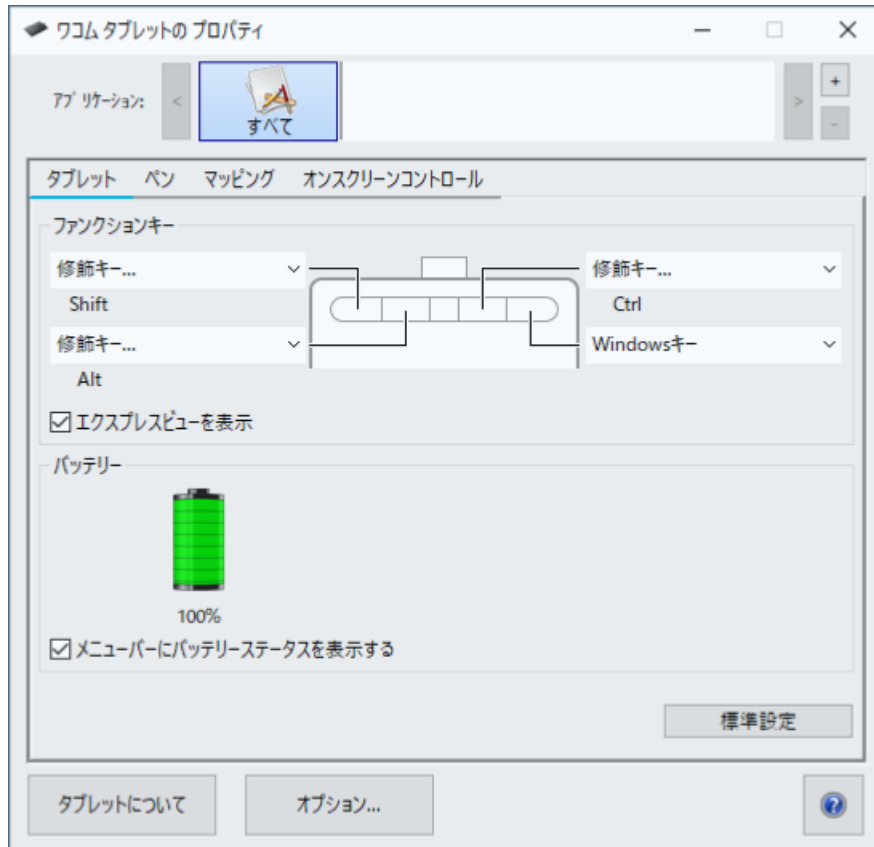 ワコム タブレットの プロパティ
アプリケーション:
<
すべて
>
+
-
タブレット ペン マッピング オンスクリーンコントロール
ファンクションキー
修飾キー... 修飾キー...
Shift Ctrl
修飾キー... Windowsキー
Alt
エクスプレスビューを表示
バッテリー
100%
メニューバーにバッテリーステータスを表示する
標準設定
タブレットについて オプション... ?